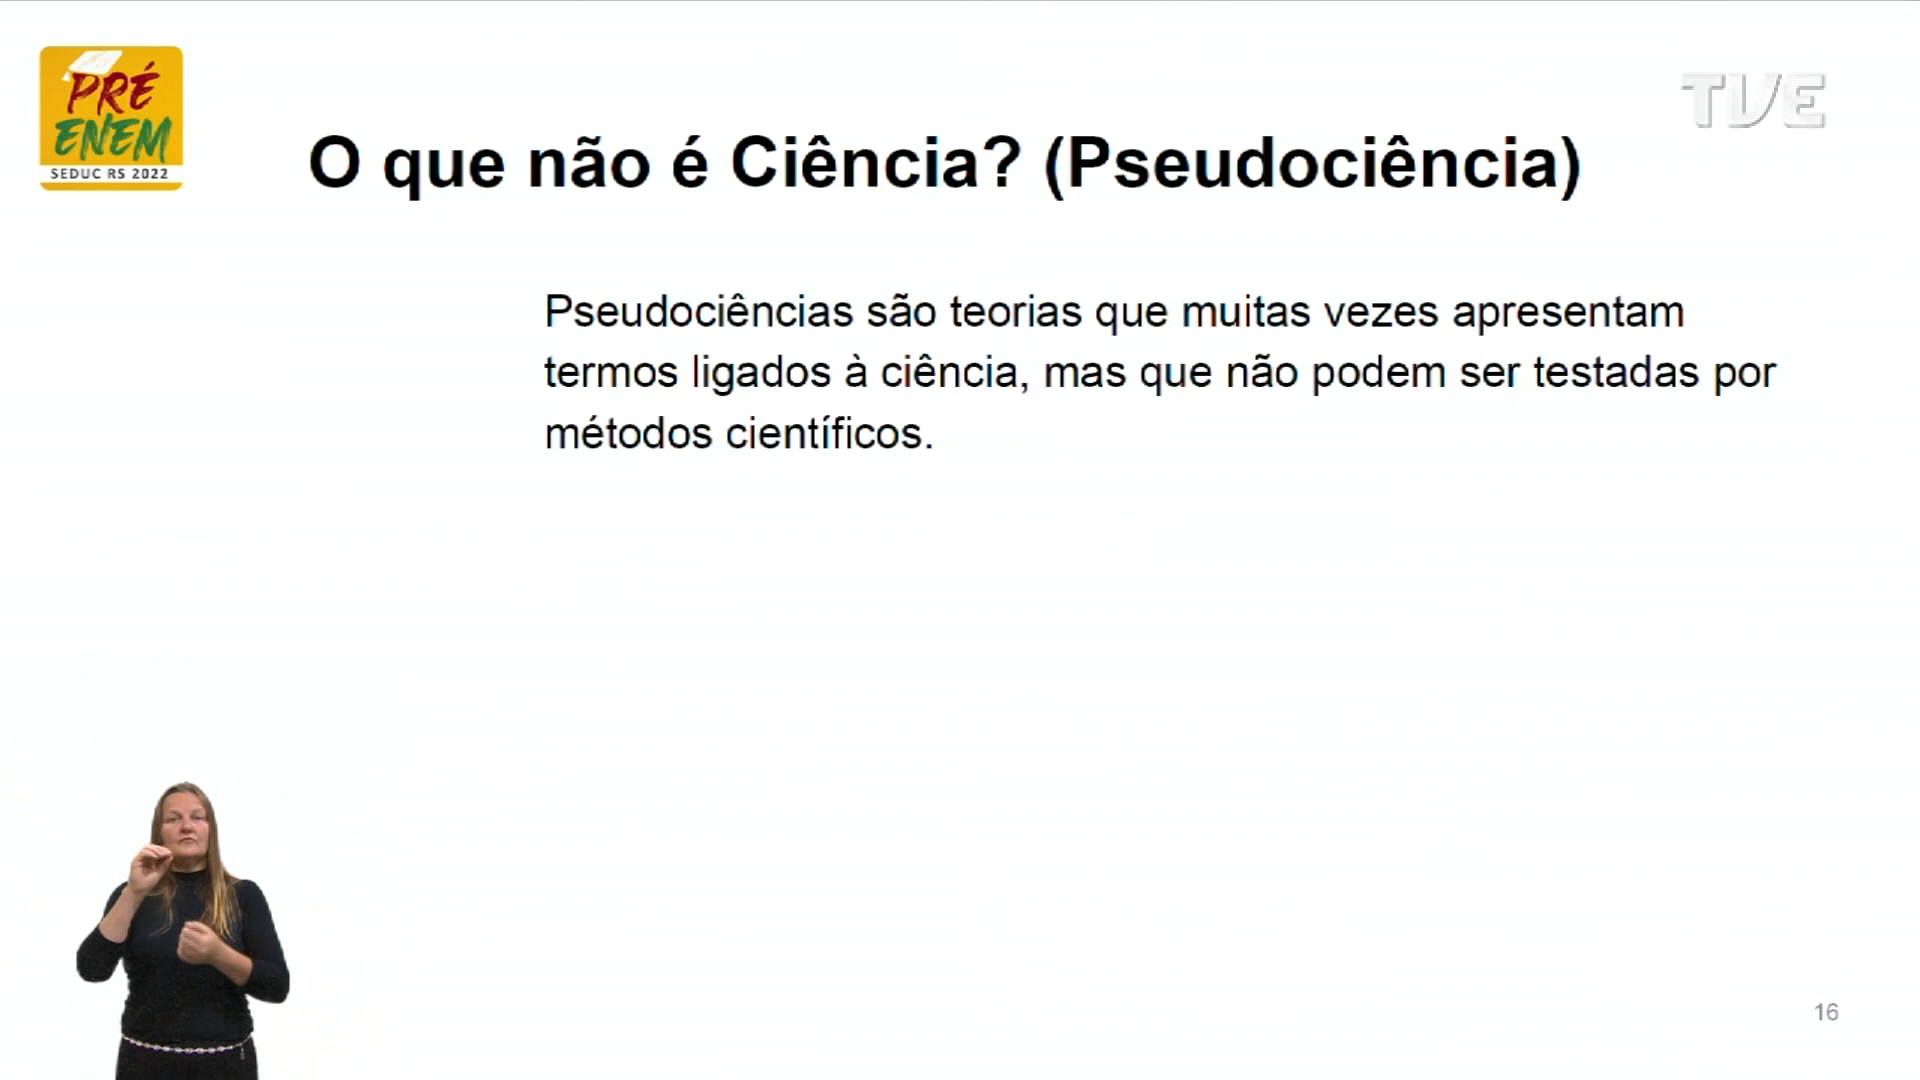 PRÉ
ENEM
SEDUC RS 2022
TVE
O que não é Ciência? (Pseudociência)
Pseudociências são teorias que muitas vezes apresentam
termos ligados à ciência, mas que não podem ser testadas por
métodos científicos.
16